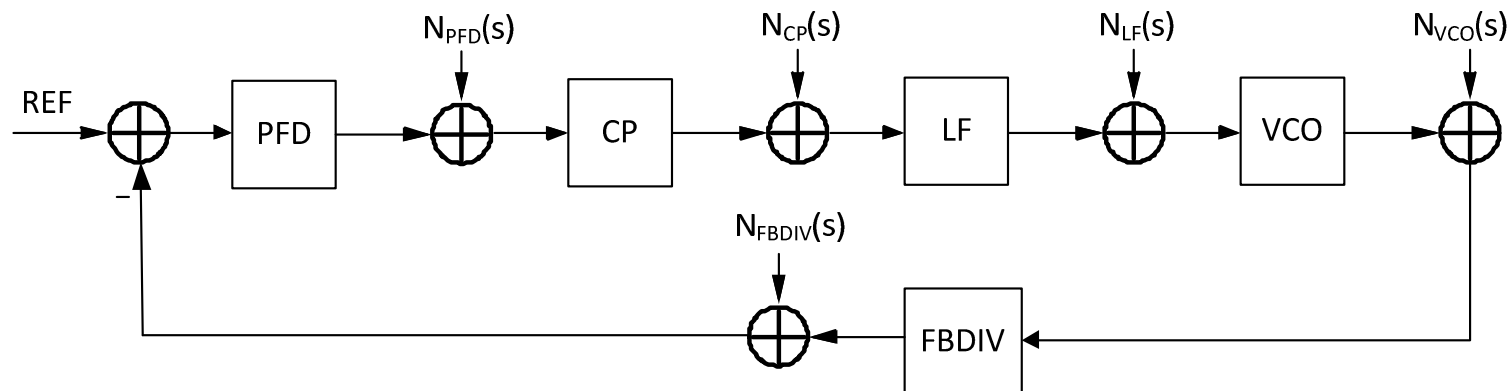 N_PFD(s)
N_CP(s)
N_LF(s)
N_VCO(s)
REF
PFD
CP
LF
VCO
–
N_FBDIV(s)
FBDIV